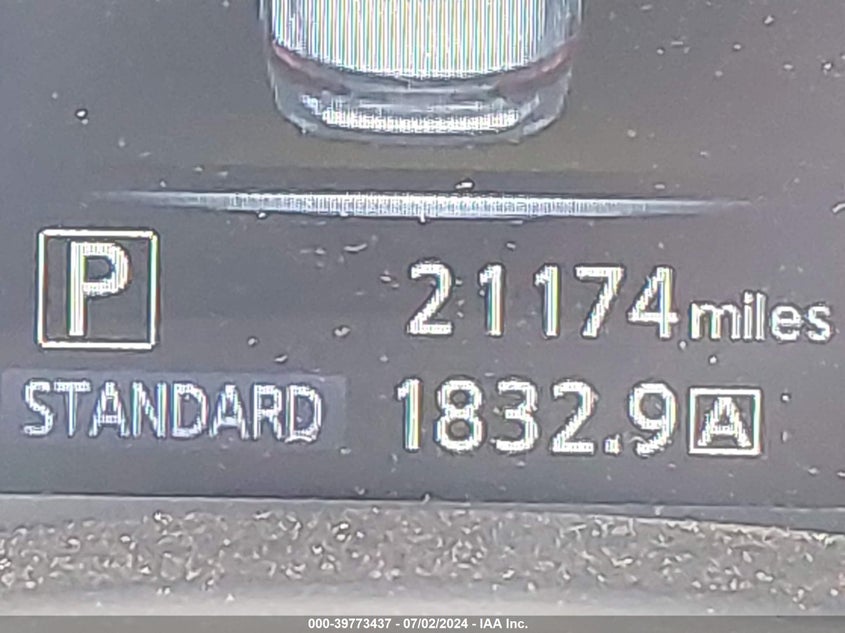 P 21174 miles
STANDARD 1832.9 A
000-39773437 - 07/02/2024 - IAA Inc.